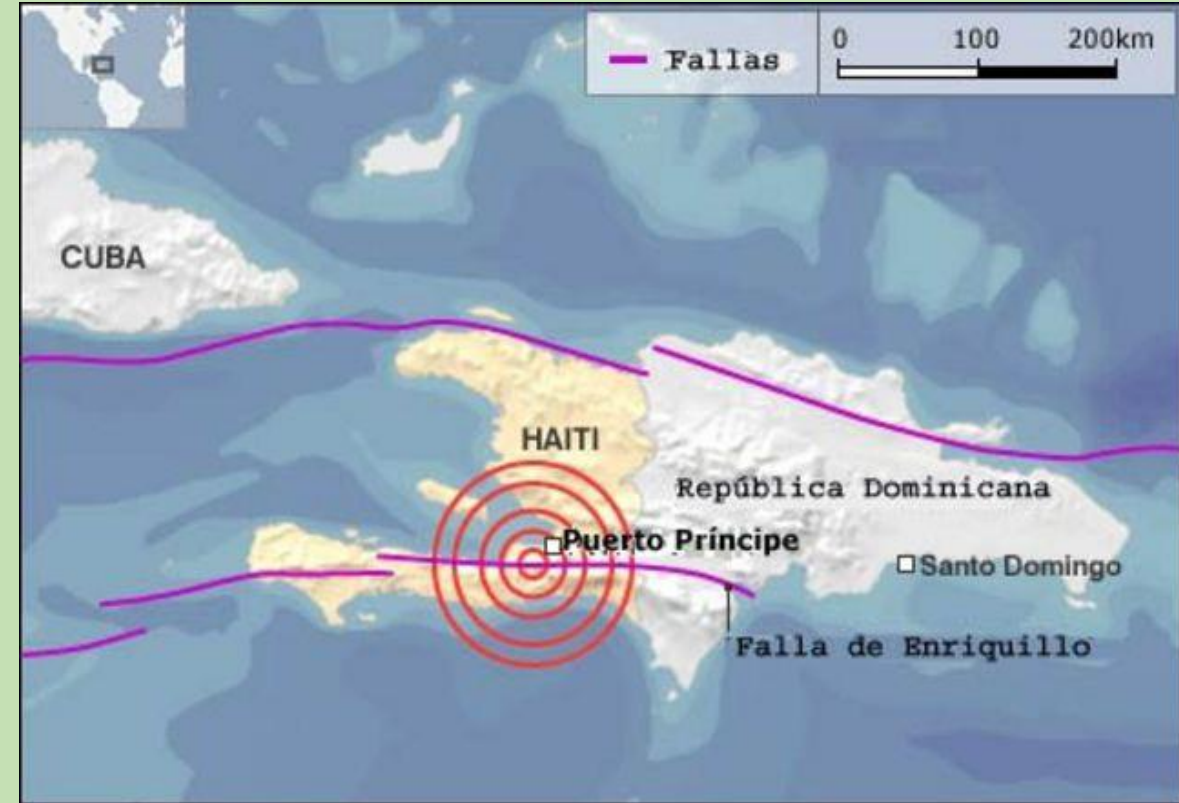 Fallas
0 100 200km
CUBA
HAITI
República Dominicana
Puerto Príncipe
Santo Domingo
Falla de Enriquillo